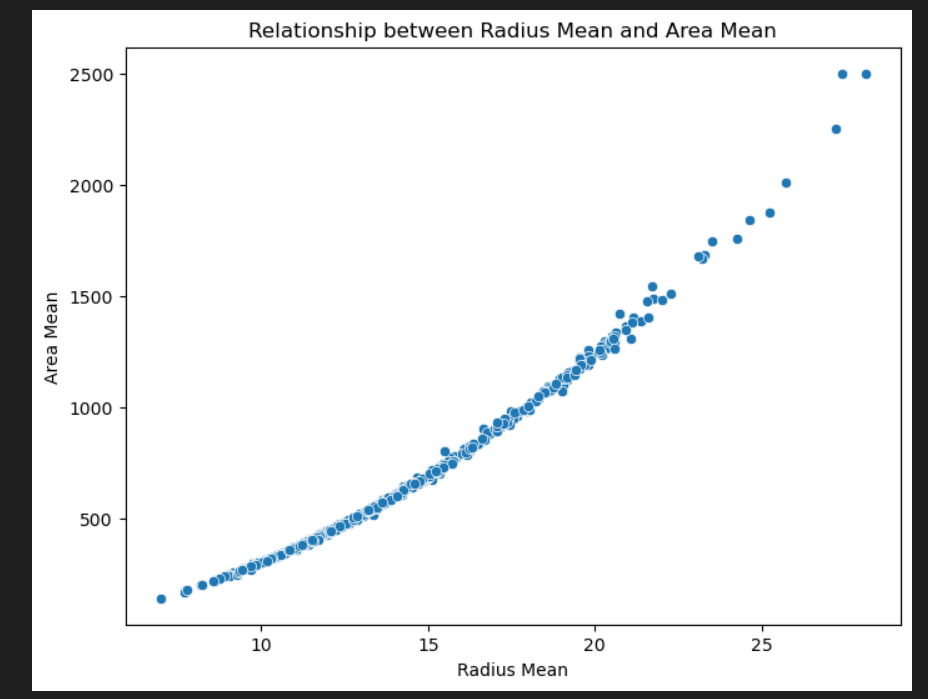 Relationship between Radius Mean and Area Mean
2500
2000
1500
1000
500
Area Mean
10 15 20 25
Radius Mean